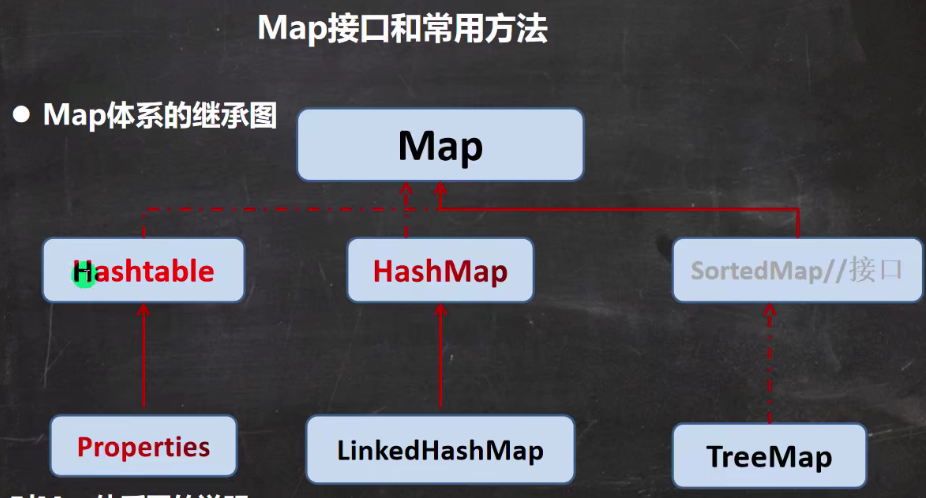 Map接口和常用方法
● Map体系的继承图
Map
Hashtable
HashMap
SortedMap//接口
Properties
LinkedHashMap
TreeMap